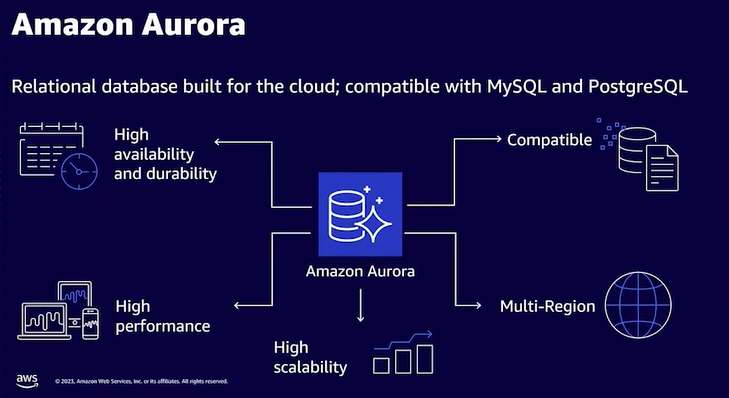 Amazon Aurora
Relational database built for the cloud; compatible with MySQL and PostgreSQL
High
availability
and durability
Compatible
Amazon Aurora
High
performance
Multi-Region
High
scalability
aws
© 2023, Amazon Web Services, Inc. or its affiliates. All rights reserved.